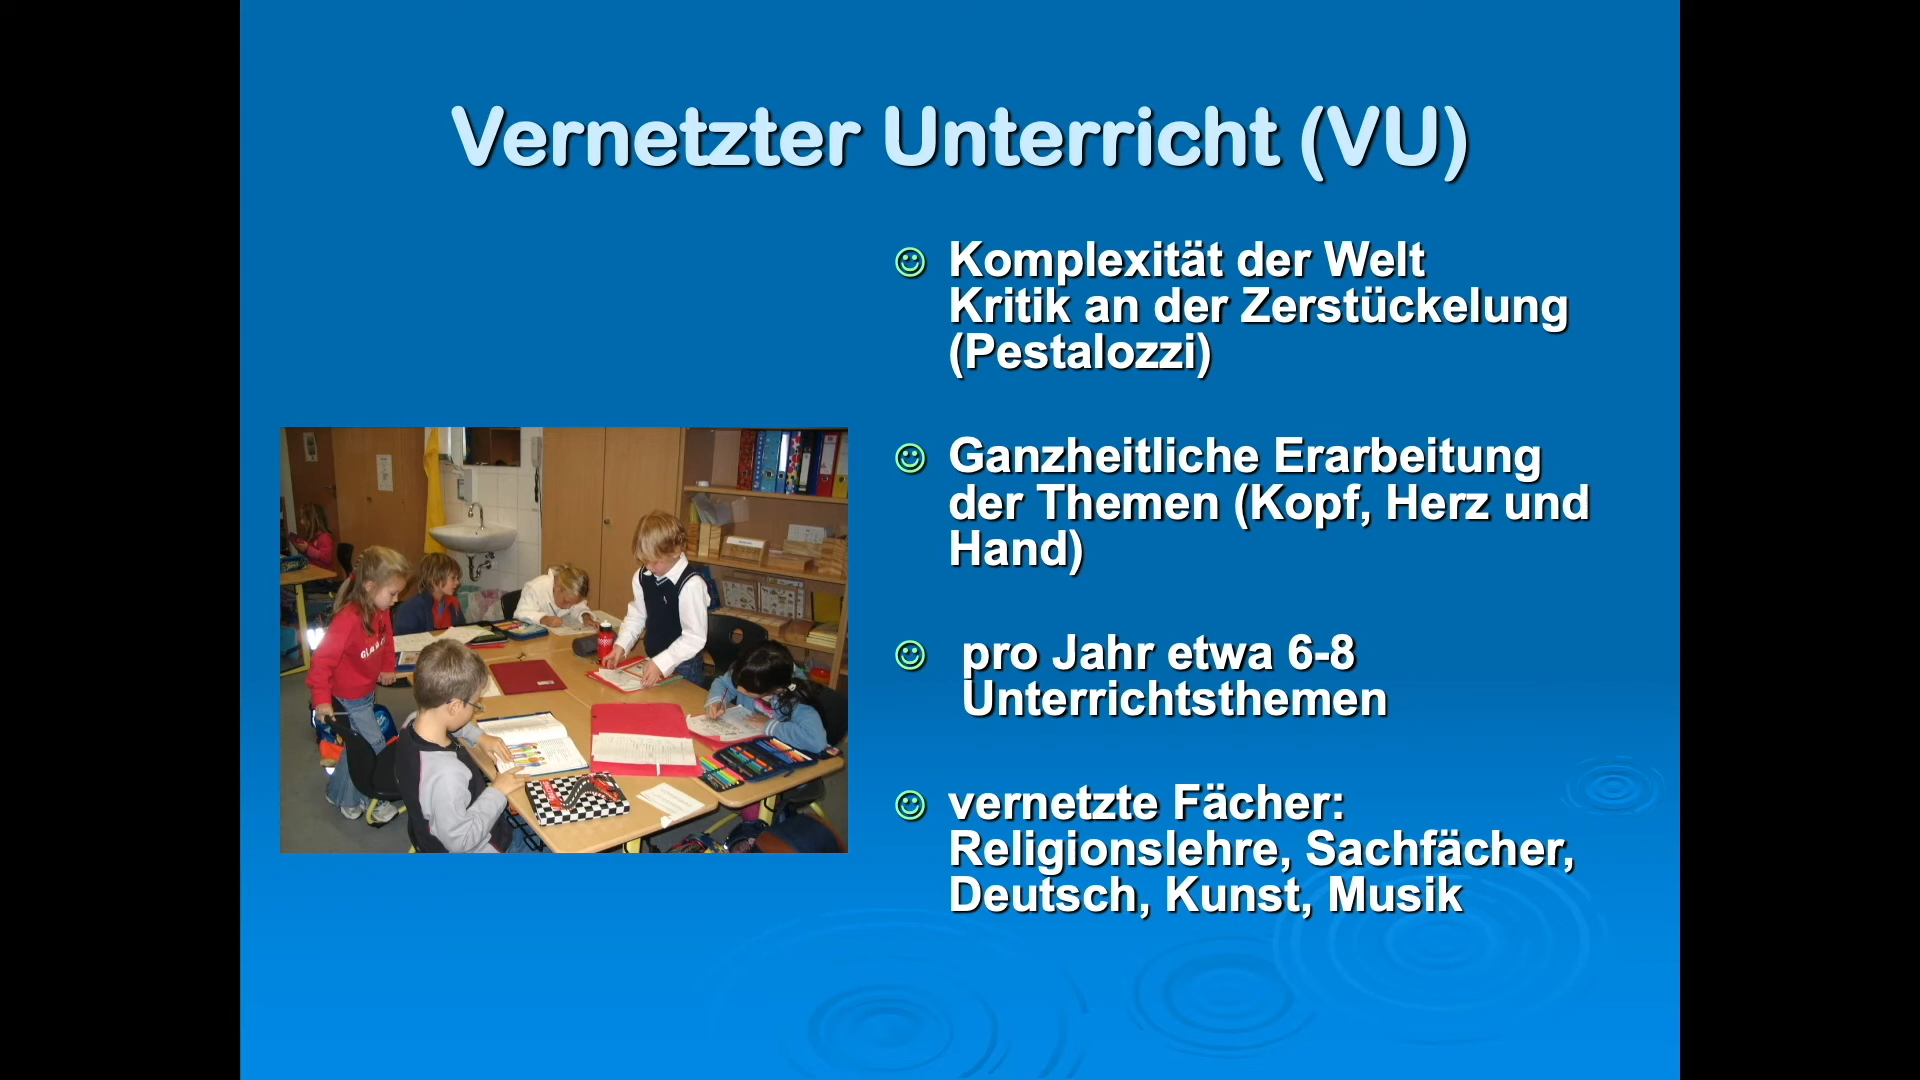 Vernetzter Unterricht (VU)
Komplexität der Welt
Kritik an der Zerstückelung
(Pestalozzi)
Ganzheitliche Erarbeitung
der Themen (Kopf, Herz und
Hand)
pro Jahr etwa 6-8
Unterrichtsthemen
vernetzte Fächer:
Religionslehre, Sachfächer,
Deutsch, Kunst, Musik